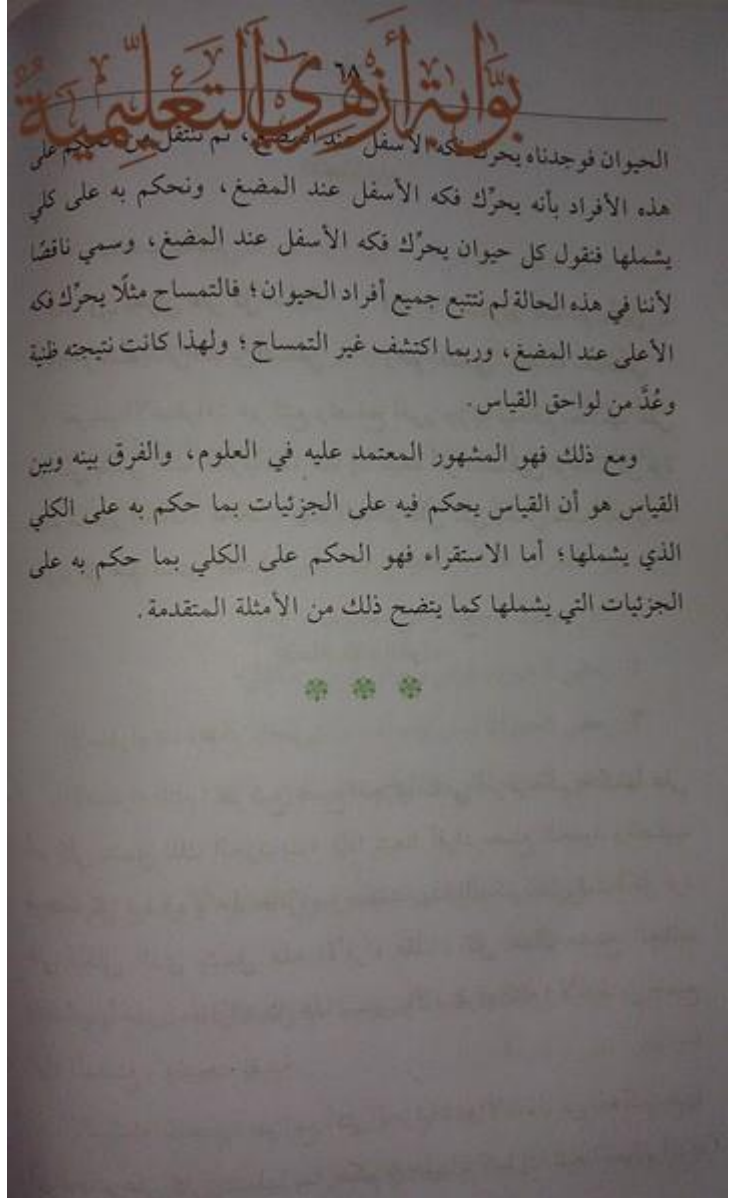 بوابة أزهري التعليمية
٦٨
الحيوان فوجدناه يحرك فكه الأسفل عند المضغ، ثم ننتقل من على
هذه الأفراد بأنه يحرِّك فكه الأسفل عند المضغ، ونحكم به على كلي
يشملها فنقول كل حيوان يحرِّك فكه الأسفل عند المضغ، وسمي ناقصًا
لأننا في هذه الحالة لم نتتبع جميع أفراد الحيوان؛ فالتمساح مثلًا يحرِّك فكه
الأعلى عند المضغ، وربما اكتشف غير التمساح؛ ولهذا كانت نتيجته ظنية
وعُدَّ من لواحق القياس.
ومع ذلك فهو المشهور المعتمد عليه في العلوم، والفرق بينه وبين
القياس هو أن القياس يحكم فيه على الجزئيات بما حكم به على الكلي
الذي يشملها؛ أما الاستقراء فهو الحكم على الكلي بما حكم به على
الجزئيات التي يشملها كما يتضح ذلك من الأمثلة المتقدمة.